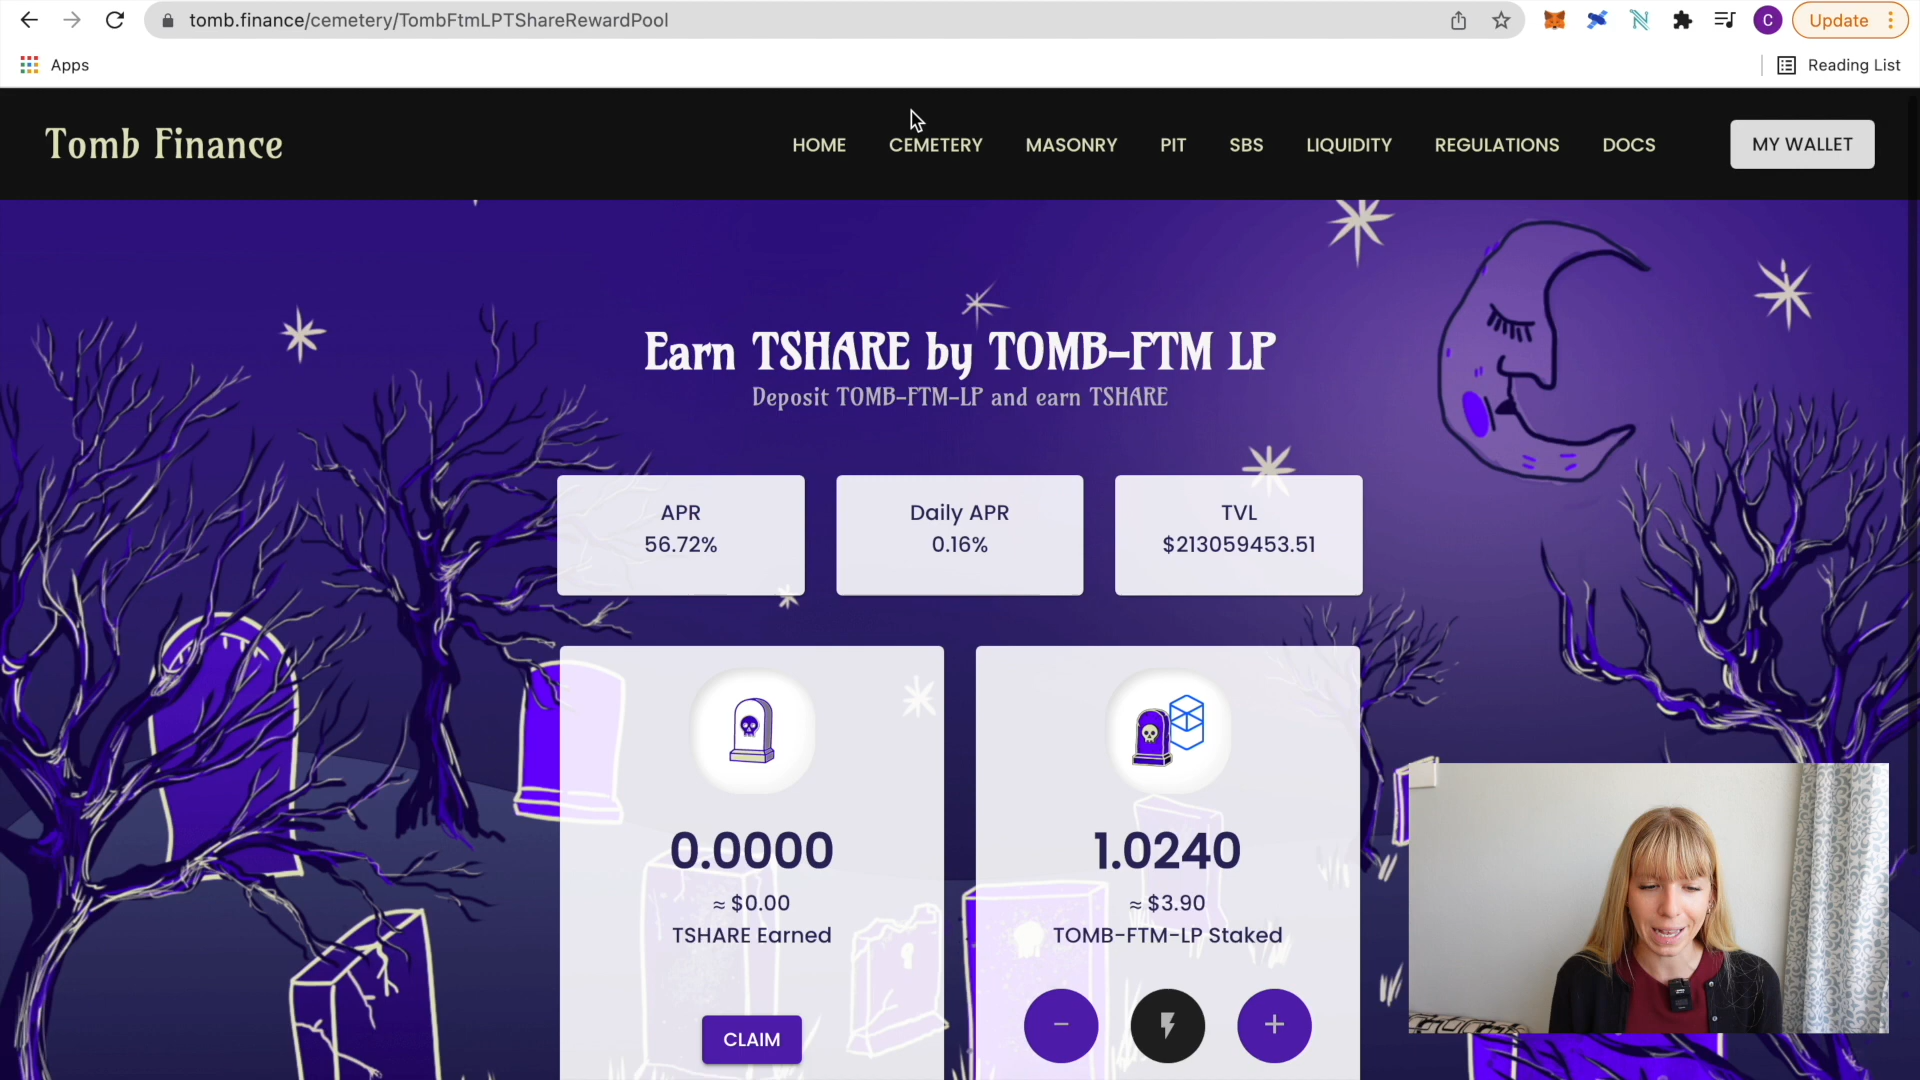 tomb.finance/cemetery/TombFtmLPTShareRewardPool
C
Update
Apps
Reading List
Tomb Finance
HOME
CEMETERY
MASONRY
PIT
SBS
LIQUIDITY
REGULATIONS
DOCS
MY WALLET
Earn TSHARE by TOMB-FTM LP
Deposit TOMB-FTM-LP and earn TSHARE
APR
56.72%
Daily APR
0.16%
TVL
$213059453.51
0.0000
≈ $0.00
TSHARE Earned
CLAIM
1.0240
≈ $3.90
TOMB-FTM-LP Staked